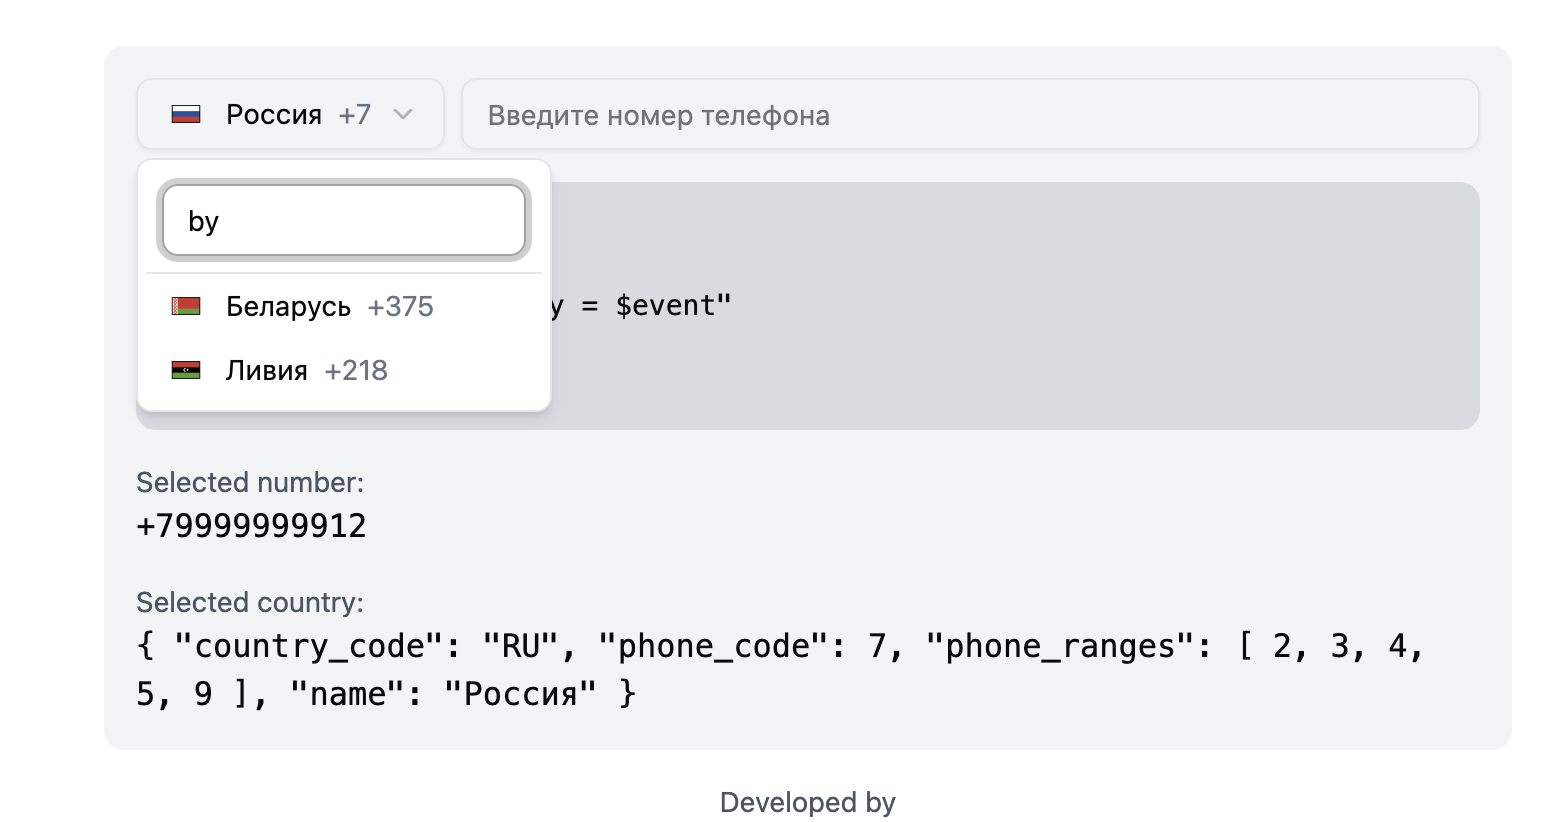 Россия +7
Введите номер телефона
by
Беларусь +375
y = $event"
Ливия +218
Selected number:
+79999999912
Selected country:
{ "country_code": "RU", "phone_code": 7, "phone_ranges": [ 2, 3, 4,
5, 9 ], "name": "Россия" }
Developed by